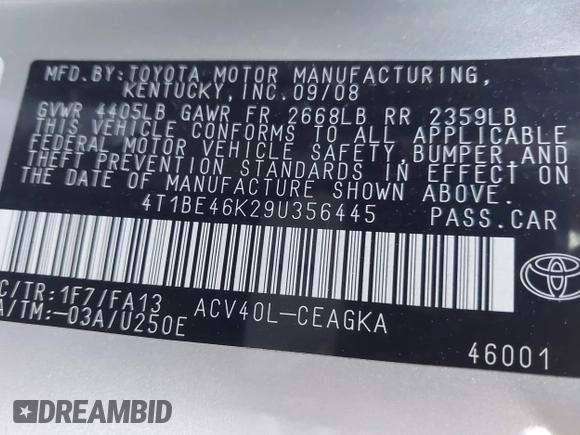 MFD.BY:TOYOTA MOTOR MANUFACTURING,
KENTUCKY,INC.09/08
GVWR 4405LB GAWR FR 2668LB RR 2359LB
THIS VEHICLE CONFORMS TO ALL APPLICABLE
FEDERAL MOTOR VEHICLE SAFETY,BUMPER,AND
THEFT PREVENTION STANDARDS IN EFFECT ON
THE DATE OF MANUFACTURE SHOWN ABOVE.
4T1BE46K29U356445 PASS.CAR
C/TR:1F7/FA13 ACV40L-CEAGKA
A/TM:-03A/U250E
46001
DREAMBID